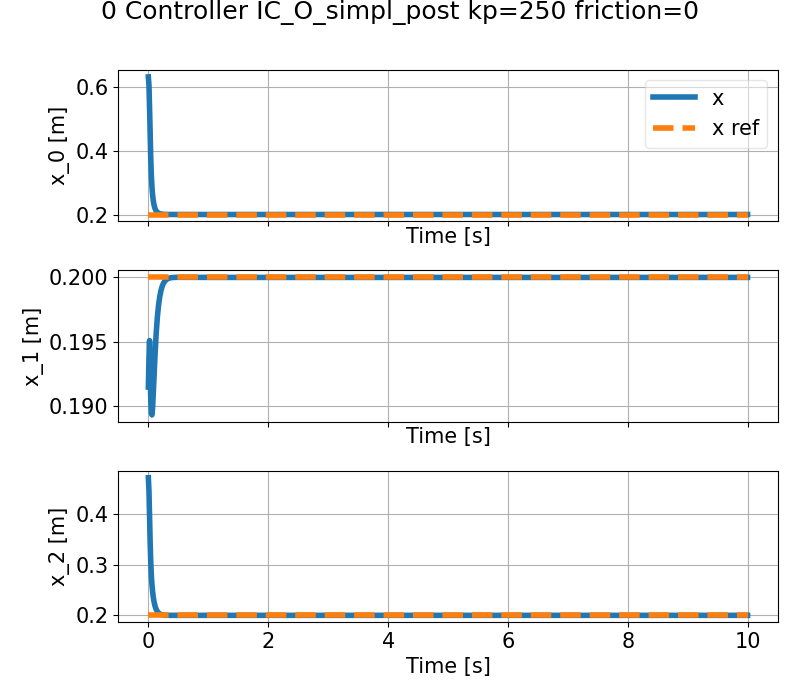 0 Controller IC_O_simpl_post kp=250 friction=0
0.6
0.4
0.2
x_0 [m]
x
x ref
Time [s]
0.200
0.195
0.190
x_1 [m]
Time [s]
0.4
0.3
0.2
x_2 [m]
0 2 4 6 8 10
Time [s]